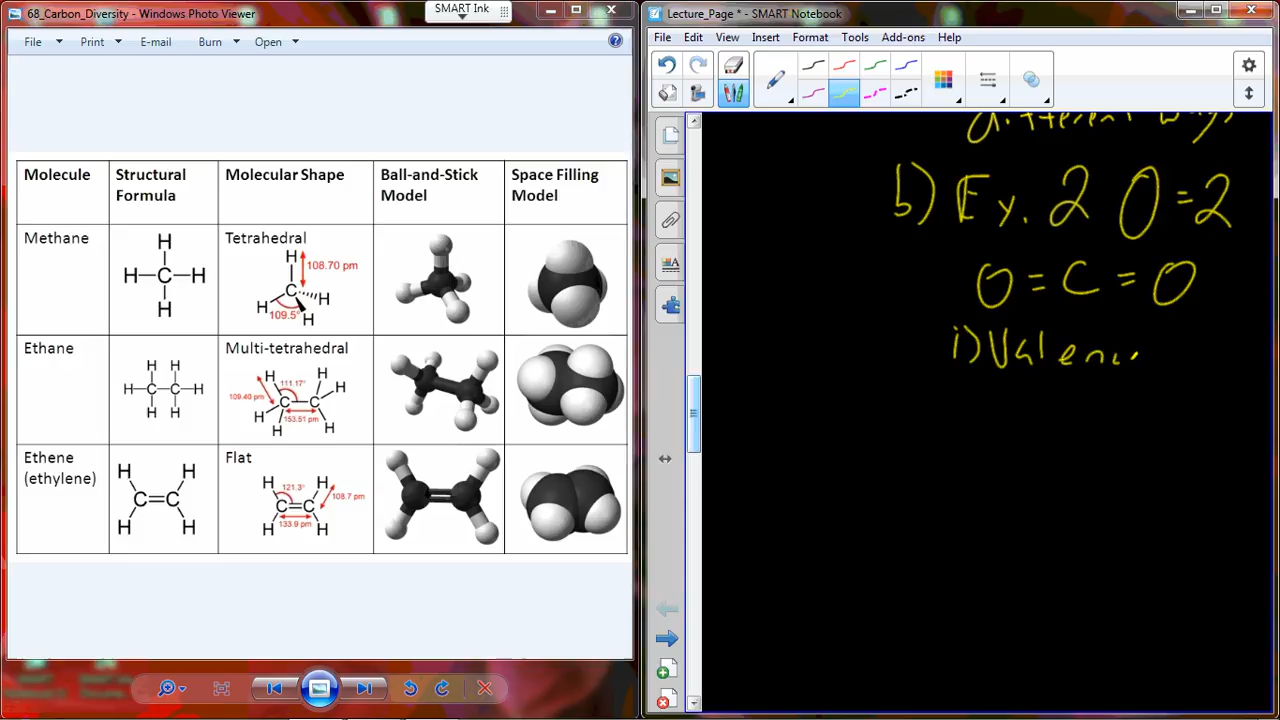 68_Carbon_Diversity - Windows Photo Viewer
SMART Ink
File Print E-mail Burn Open
Molecule Structural Formula Molecular Shape Ball-and-Stick Model Space Filling Model
Methane
H
H-C-H
H
Tetrahedral
H
108.70 pm
C
H H
109.5°
H
Ethane
H H
H-C-C-H
H H
Multi-tetrahedral
H H
111.17°
H
109.40 pm
C C
H
153.51 pm
H
H
Ethene (ethylene)
H H
C=C
H H
Flat
H H
121.3°
108.7 pm
C=C
133.9 pm
H H
Lecture_Page * - SMART Notebook
File Edit View Insert Format Tools Add-ons Help
different ways
b) Ex. 2 O = 2
O = C = O
i) Valenc